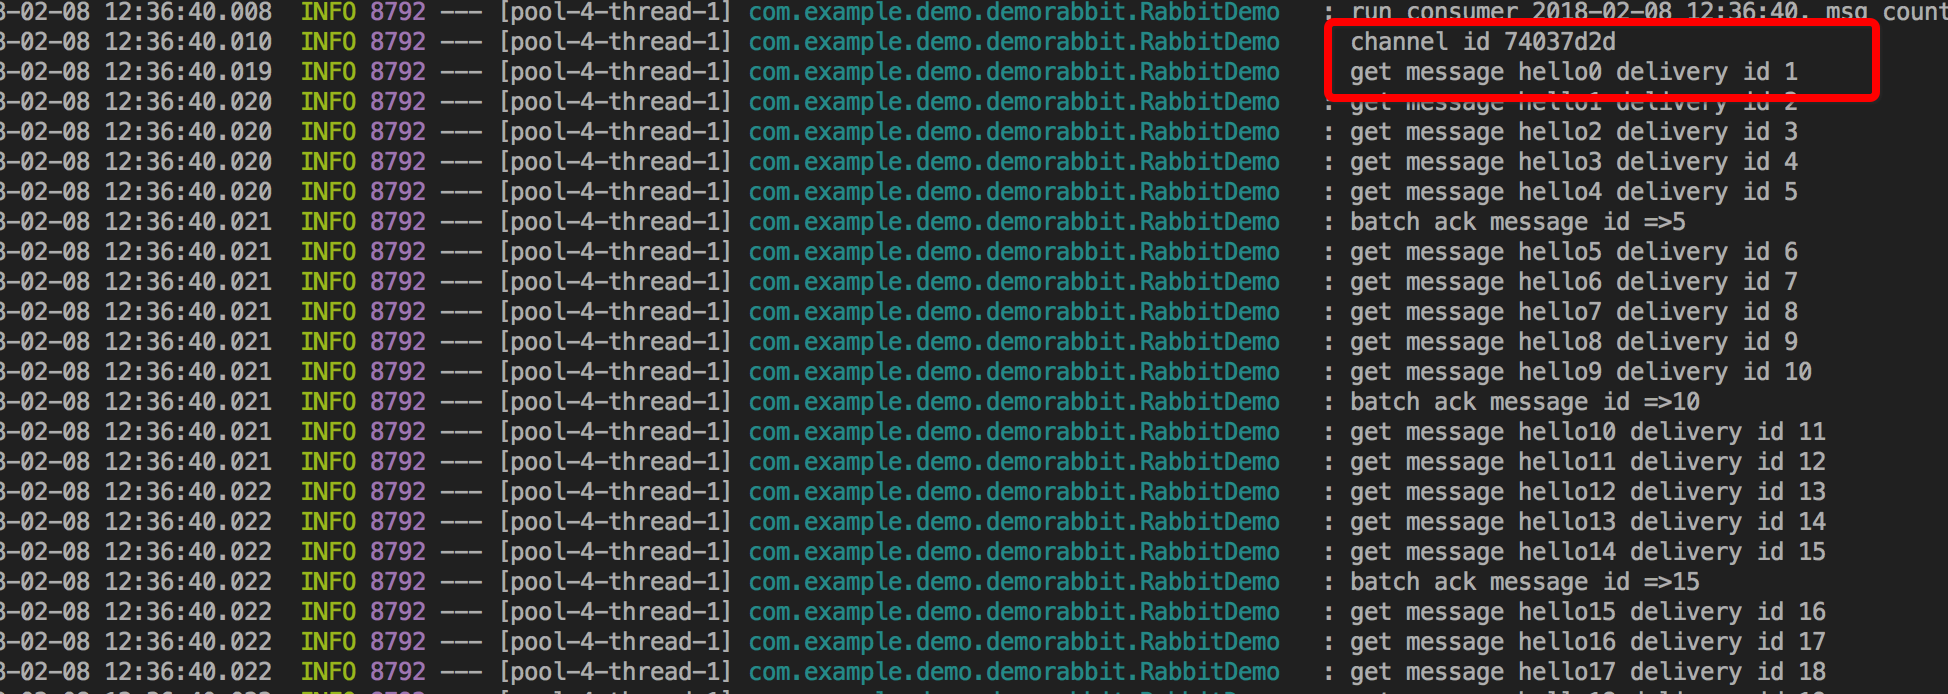 3-02-08 12:36:40.008 INFO 8792 --- [pool-4-thread-1] com.example.demo.demorabbit.RabbitDemo : run consumer 2018-02-08 12:36:40, msg count
3-02-08 12:36:40.010 INFO 8792 --- [pool-4-thread-1] com.example.demo.demorabbit.RabbitDemo channel id 74037d2d
3-02-08 12:36:40.019 INFO 8792 --- [pool-4-thread-1] com.example.demo.demorabbit.RabbitDemo get message hello0 delivery id 1
3-02-08 12:36:40.020 INFO 8792 --- [pool-4-thread-1] com.example.demo.demorabbit.RabbitDemo : get message hello1 delivery id 2
3-02-08 12:36:40.020 INFO 8792 --- [pool-4-thread-1] com.example.demo.demorabbit.RabbitDemo : get message hello2 delivery id 3
3-02-08 12:36:40.020 INFO 8792 --- [pool-4-thread-1] com.example.demo.demorabbit.RabbitDemo : get message hello3 delivery id 4
3-02-08 12:36:40.020 INFO 8792 --- [pool-4-thread-1] com.example.demo.demorabbit.RabbitDemo : get message hello4 delivery id 5
3-02-08 12:36:40.021 INFO 8792 --- [pool-4-thread-1] com.example.demo.demorabbit.RabbitDemo : batch ack message id =>5
3-02-08 12:36:40.021 INFO 8792 --- [pool-4-thread-1] com.example.demo.demorabbit.RabbitDemo : get message hello5 delivery id 6
3-02-08 12:36:40.021 INFO 8792 --- [pool-4-thread-1] com.example.demo.demorabbit.RabbitDemo : get message hello6 delivery id 7
3-02-08 12:36:40.021 INFO 8792 --- [pool-4-thread-1] com.example.demo.demorabbit.RabbitDemo : get message hello7 delivery id 8
3-02-08 12:36:40.021 INFO 8792 --- [pool-4-thread-1] com.example.demo.demorabbit.RabbitDemo : get message hello8 delivery id 9
3-02-08 12:36:40.021 INFO 8792 --- [pool-4-thread-1] com.example.demo.demorabbit.RabbitDemo : get message hello9 delivery id 10
3-02-08 12:36:40.021 INFO 8792 --- [pool-4-thread-1] com.example.demo.demorabbit.RabbitDemo : batch ack message id =>10
3-02-08 12:36:40.021 INFO 8792 --- [pool-4-thread-1] com.example.demo.demorabbit.RabbitDemo : get message hello10 delivery id 11
3-02-08 12:36:40.021 INFO 8792 --- [pool-4-thread-1] com.example.demo.demorabbit.RabbitDemo : get message hello11 delivery id 12
3-02-08 12:36:40.022 INFO 8792 --- [pool-4-thread-1] com.example.demo.demorabbit.RabbitDemo : get message hello12 delivery id 13
3-02-08 12:36:40.022 INFO 8792 --- [pool-4-thread-1] com.example.demo.demorabbit.RabbitDemo : get message hello13 delivery id 14
3-02-08 12:36:40.022 INFO 8792 --- [pool-4-thread-1] com.example.demo.demorabbit.RabbitDemo : get message hello14 delivery id 15
3-02-08 12:36:40.022 INFO 8792 --- [pool-4-thread-1] com.example.demo.demorabbit.RabbitDemo : batch ack message id =>15
3-02-08 12:36:40.022 INFO 8792 --- [pool-4-thread-1] com.example.demo.demorabbit.RabbitDemo : get message hello15 delivery id 16
3-02-08 12:36:40.022 INFO 8792 --- [pool-4-thread-1] com.example.demo.demorabbit.RabbitDemo : get message hello16 delivery id 17
3-02-08 12:36:40.022 INFO 8792 --- [pool-4-thread-1] com.example.demo.demorabbit.RabbitDemo : get message hello17 delivery id 18